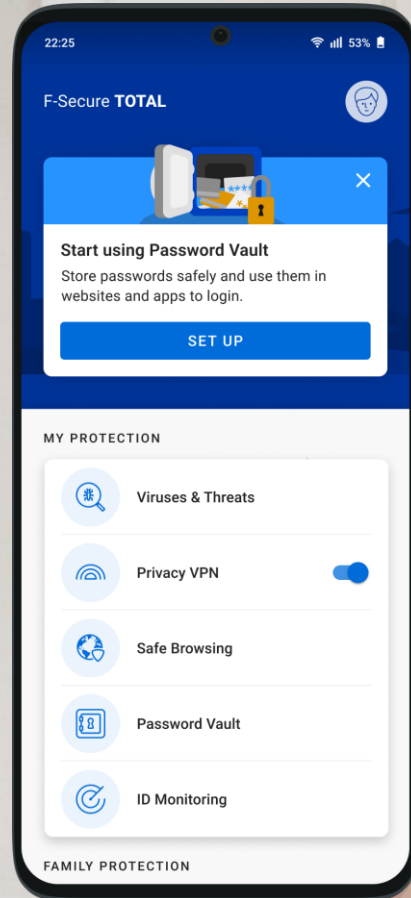 22:25
53%
F-Secure TOTAL
Start using Password Vault
Store passwords safely and use them in
websites and apps to login.
SET UP
MY PROTECTION
Viruses & Threats
Privacy VPN
Safe Browsing
Password Vault
ID Monitoring
FAMILY PROTECTION